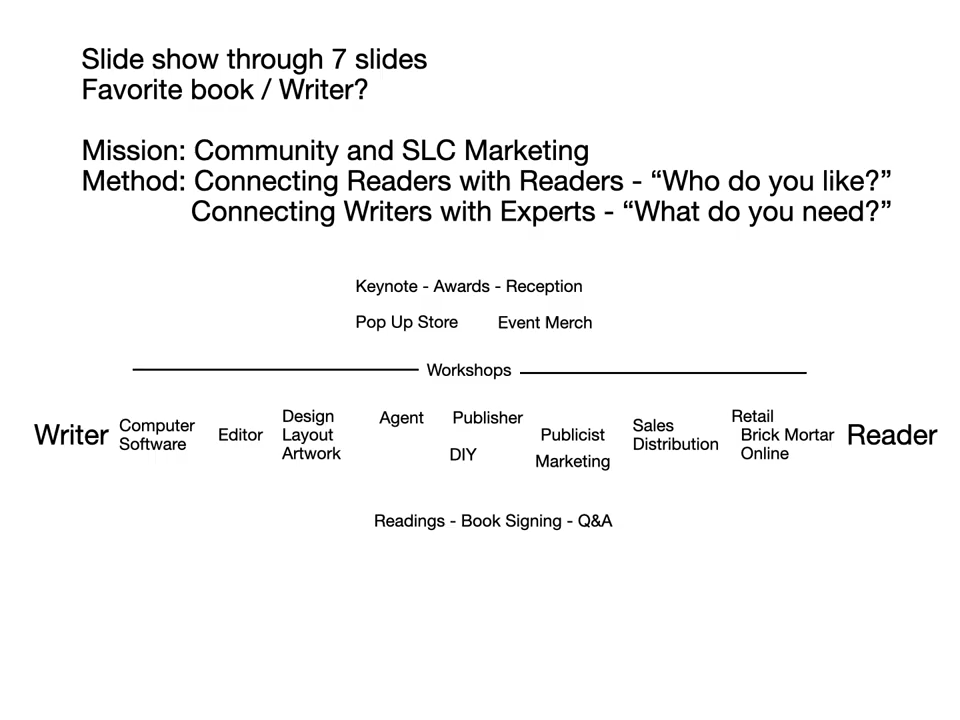 Slide show through 7 slides
Favorite book / Writer?
Mission: Community and SLC Marketing
Method: Connecting Readers with Readers - “Who do you like?”
Connecting Writers with Experts - “What do you need?”
Keynote - Awards - Reception
Pop Up Store Event Merch
Workshops
Writer
Computer
Software
Editor
Design
Layout
Artwork
Agent
Publisher
DIY
Publicist
Marketing
Sales
Distribution
Retail
Brick Mortar
Online
Reader
Readings - Book Signing - Q&A